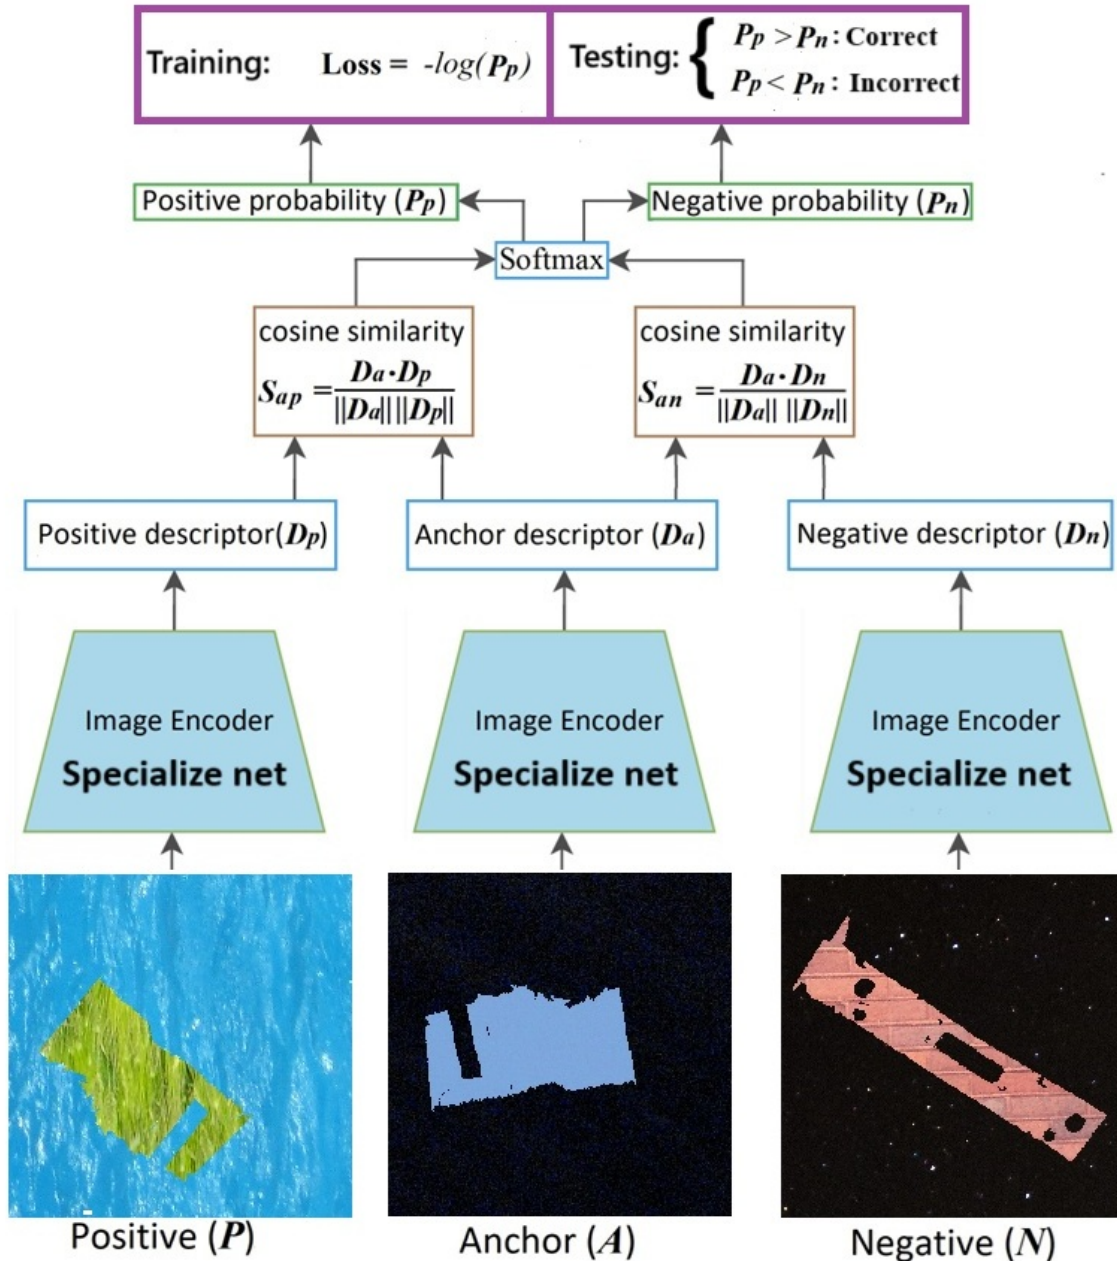 Training: Loss = -log(Pp)
Testing: { Pp > Pn : Correct
Pp < Pn : Incorrect
Positive probability (Pp)
Negative probability (Pn)
Softmax
cosine similarity
Sap = Da · Dp
||Da|| ||Dp||
cosine similarity
San = Da · Dn
||Da|| ||Dn||
Positive descriptor(Dp)
Anchor descriptor (Da)
Negative descriptor (Dn)
Image Encoder
Specialize net
Image Encoder
Specialize net
Image Encoder
Specialize net
Positive (P)
Anchor (A)
Negative (N)